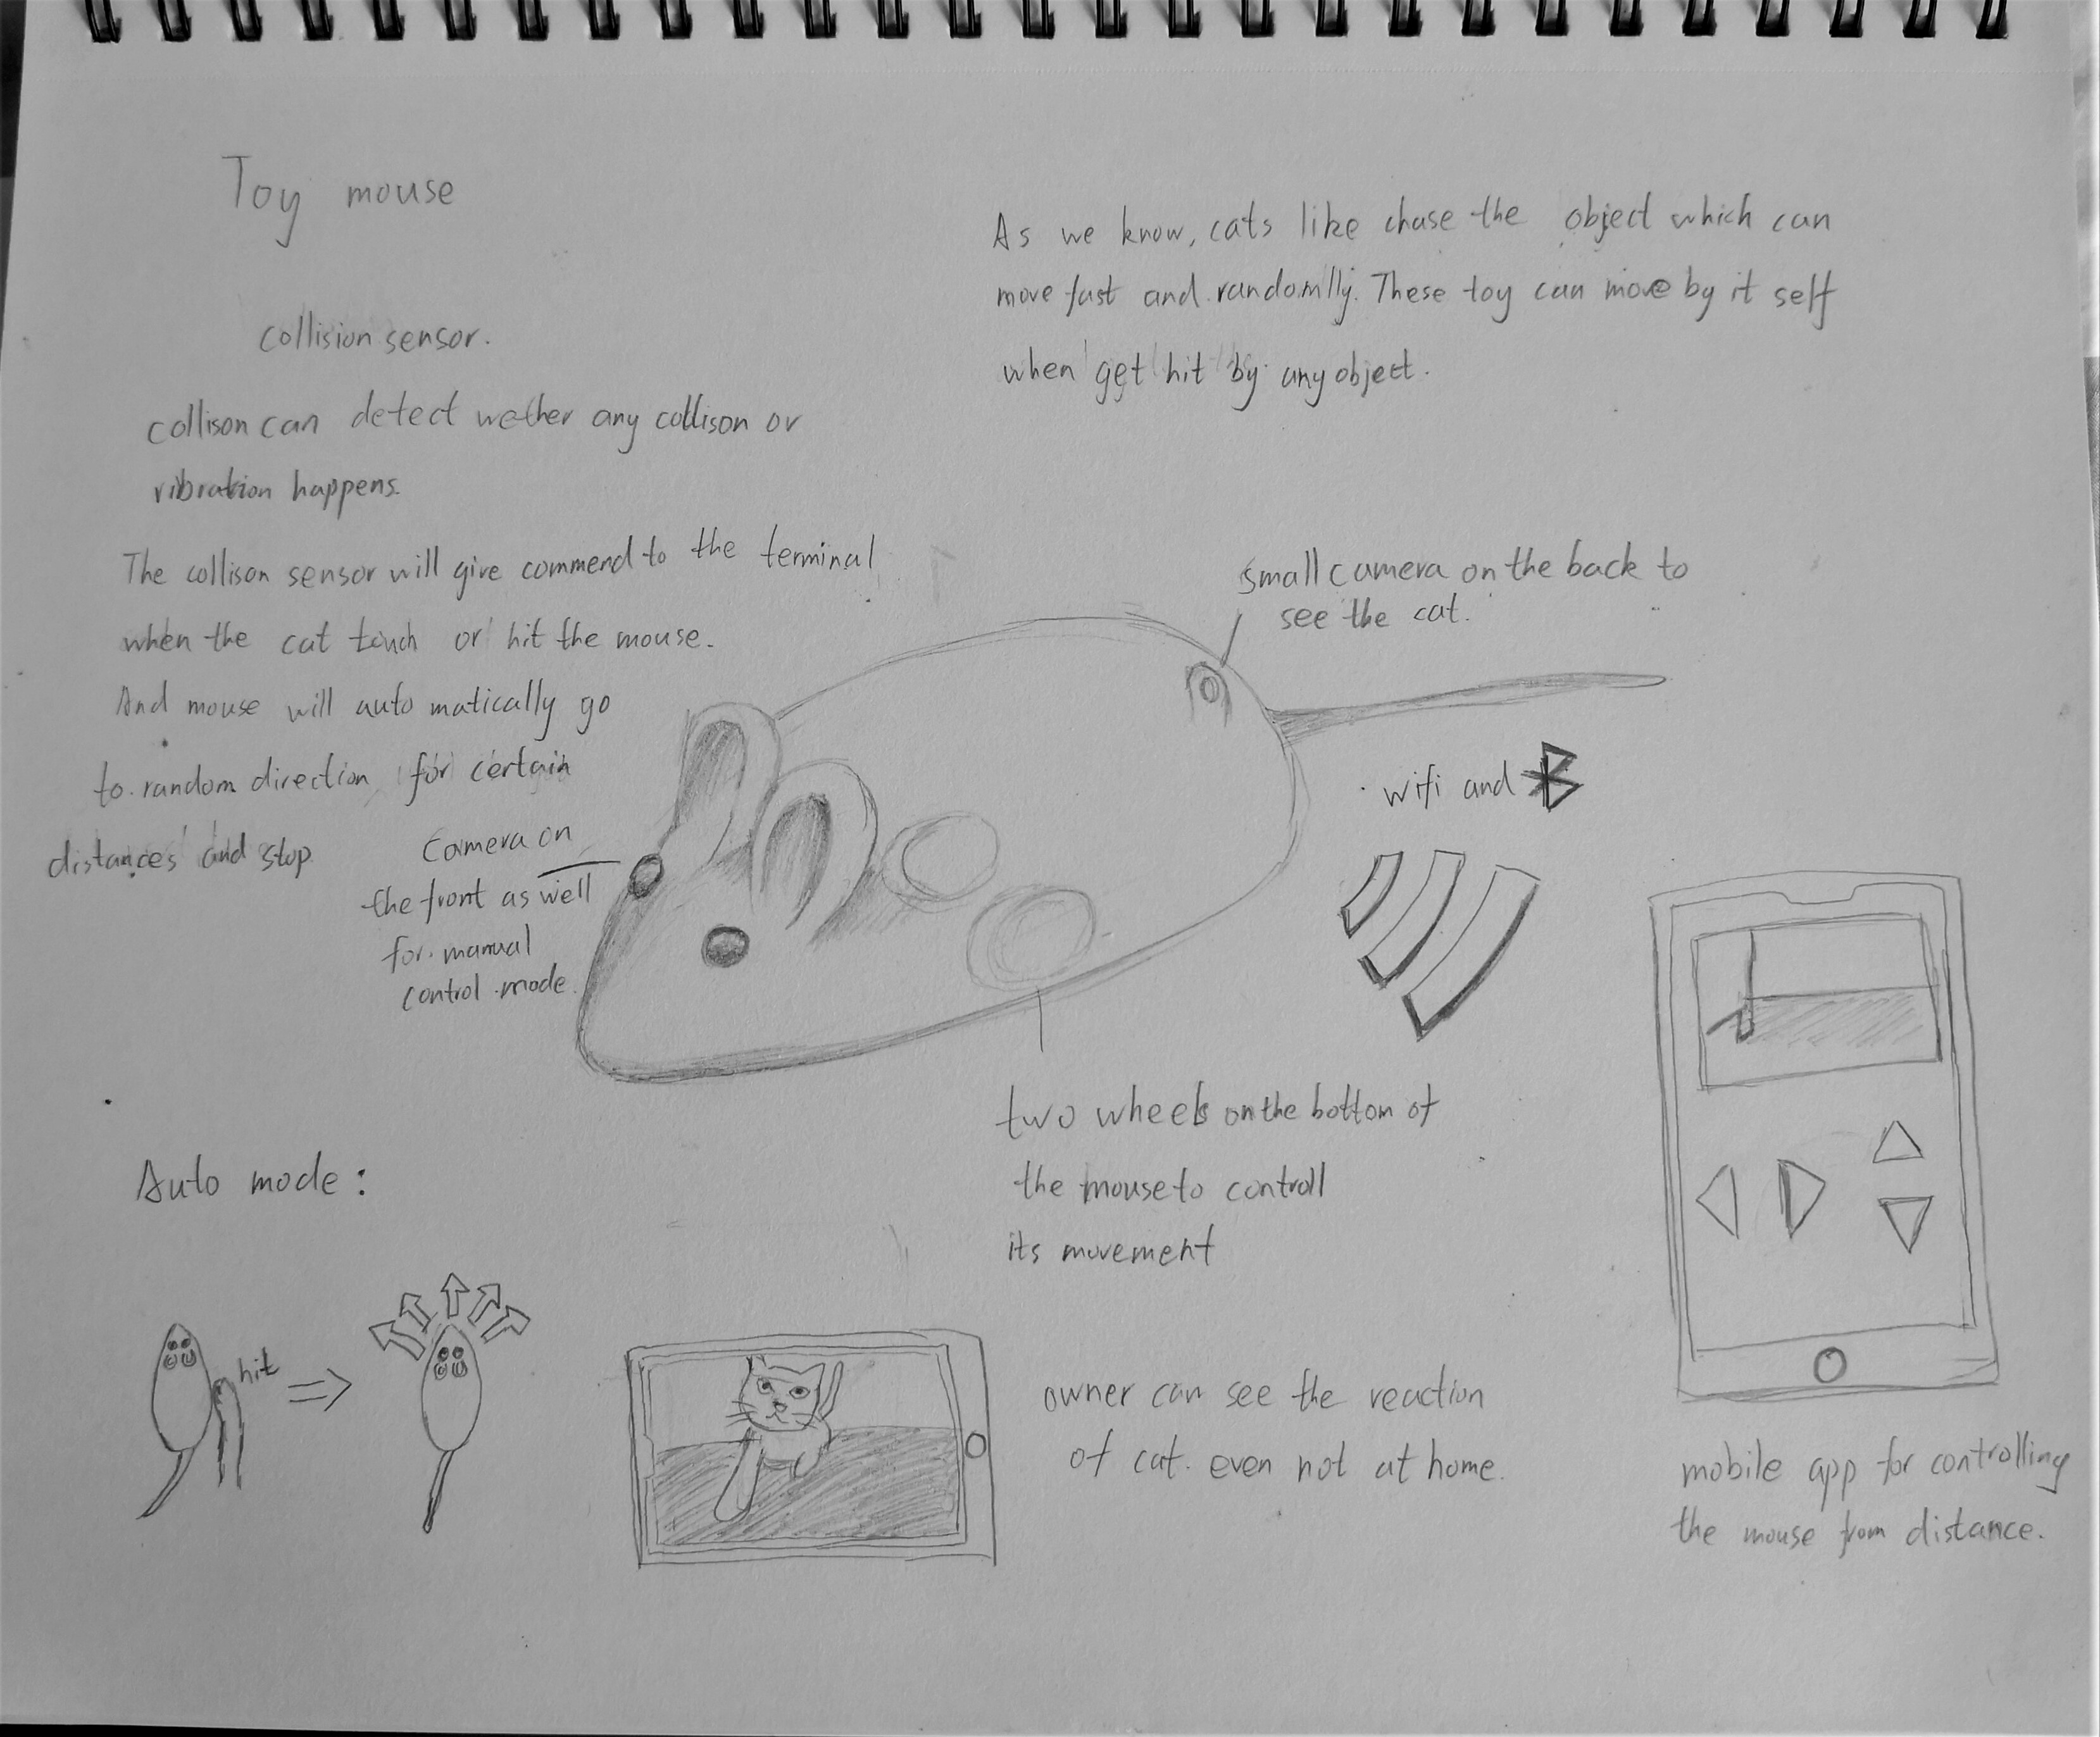 Toy mouse
As we know, cats like chase the object which can
move fast and randomlly. These toy can move by it self
when get hit by any object.
collision sensor.
collison can detect wether any collison or
vibration happens.
The collison sensor will give commend to the terminal
when the cat touch or hit the mouse.
And mouse will auto matically go
to random direction for certain
distances and stop
small camera on the back to
see the cat.
wifi and
Camera on
the front as well
for manual
control mode.
two wheels on the bottom of
the mouse to controll
its movement
Auto mode:
hit
owner can see the reaction
of cat. even not at home.
mobile app for controlling
the mouse from distance.